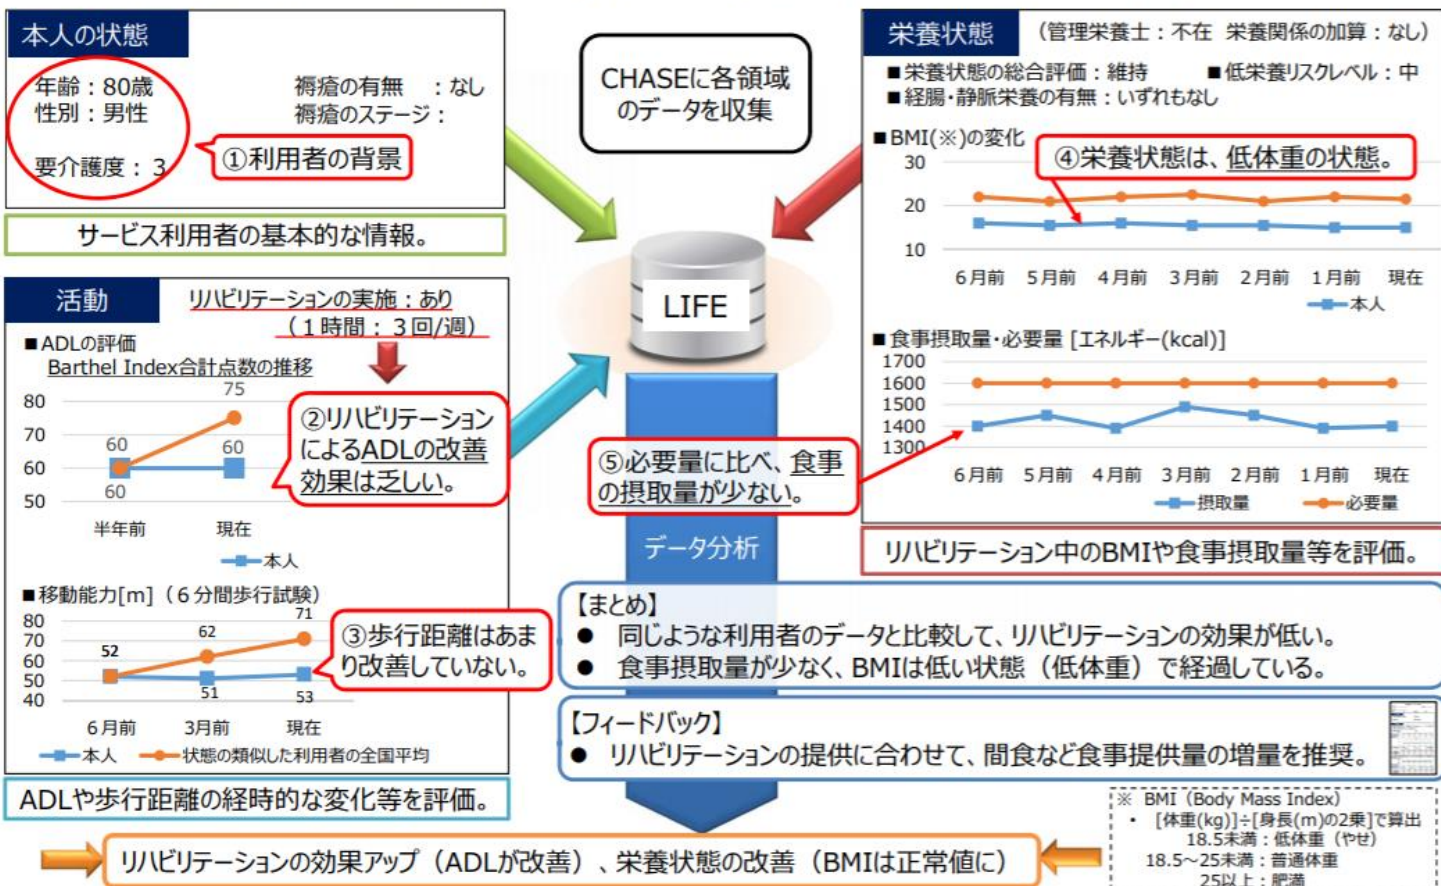 本人の状態
年齢：80歳
性別：男性
要介護度：3
褥瘡の有無　：なし
褥瘡のステージ：
①利用者の背景
サービス利用者の基本的な情報。
CHASEに各領域
のデータを収集
LIFE
データ分析
栄養状態
（管理栄養士：不在 栄養関係の加算：なし）
■栄養状態の総合評価：維持
■低栄養リスクレベル：中
■経腸・静脈栄養の有無：いずれもなし
■BMI(※)の変化
④栄養状態は、低体重の状態。
30
20
10
6月前 5月前 4月前 3月前 2月前 1月前 現在
本人
■食事摂取量・必要量 [エネルギー(kcal)]
1700
1600
1500
1400
1300
6月前 5月前 4月前 3月前 2月前 1月前 現在
摂取量 必要量
⑤必要量に比べ、食事
の摂取量が少ない。
リハビリテーション中のBMIや食事摂取量等を評価。
活動
リハビリテーションの実施：あり
（１時間：３回/週）
■ADLの評価
Barthel Index合計点数の推移
80
70
60
50
75
60
60
60
半年前 現在
本人
②リハビリテーション
によるADLの改善
効果は乏しい。
■移動能力[m]（６分間歩行試験）
80
70
60
50
40
52
62
71
51
53
6月前 3月前 現在
本人 状態の類似した利用者の全国平均
③歩行距離はあま
り改善していない。
ADLや歩行距離の経時的な変化等を評価。
【まとめ】
● 同じような利用者のデータと比較して、リハビリテーションの効果が低い。
● 食事摂取量が少なく、BMIは低い状態（低体重）で経過している。
【フィードバック】
● リハビリテーションの提供に合わせて、間食など食事提供量の増量を推奨。
リハビリテーションの効果アップ（ADLが改善）、栄養状態の改善（BMIは正常値に）
※ BMI（Body Mass Index）
・ [体重(kg)]÷[身長(m)の2乗]で算出
18.5未満：低体重（やせ）
18.5～25未満：普通体重
25以上：肥満